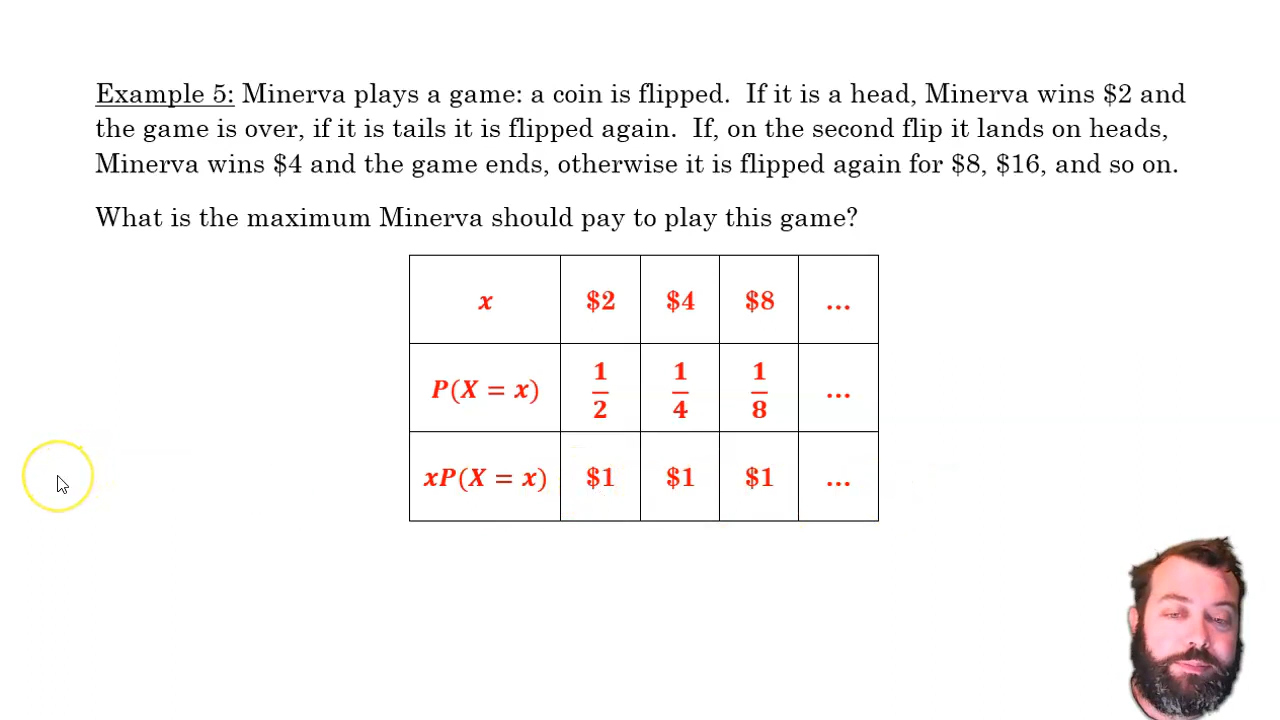 Example 5: Minerva plays a game: a coin is flipped. If it is a head, Minerva wins $2 and
the game is over, if it is tails it is flipped again. If, on the second flip it lands on heads,
Minerva wins $4 and the game ends, otherwise it is flipped again for $8, $16, and so on.
What is the maximum Minerva should pay to play this game?
x $2 $4 $8 ...
P(X = x) 1/2 1/4 1/8 ...
xP(X = x) $1 $1 $1 ...